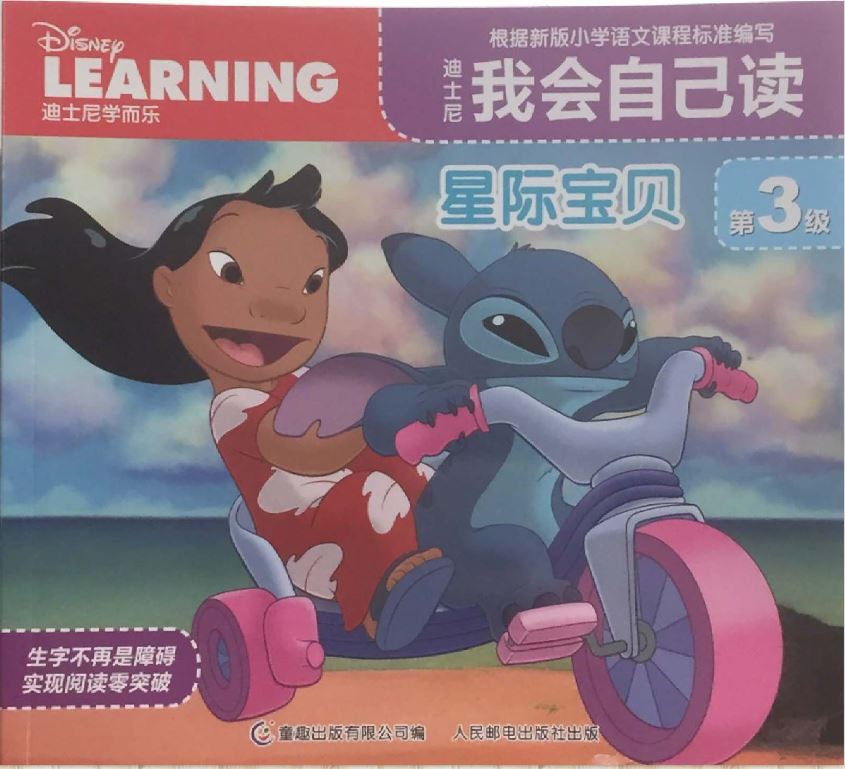 Disney
LEARNING
迪士尼学而乐
根据新版小学语文课程标准编写
迪士尼
我会自己读
星际宝贝
第3级
生字不再是障碍
实现阅读零突破
童趣出版有限公司编 人民邮电出版社出版